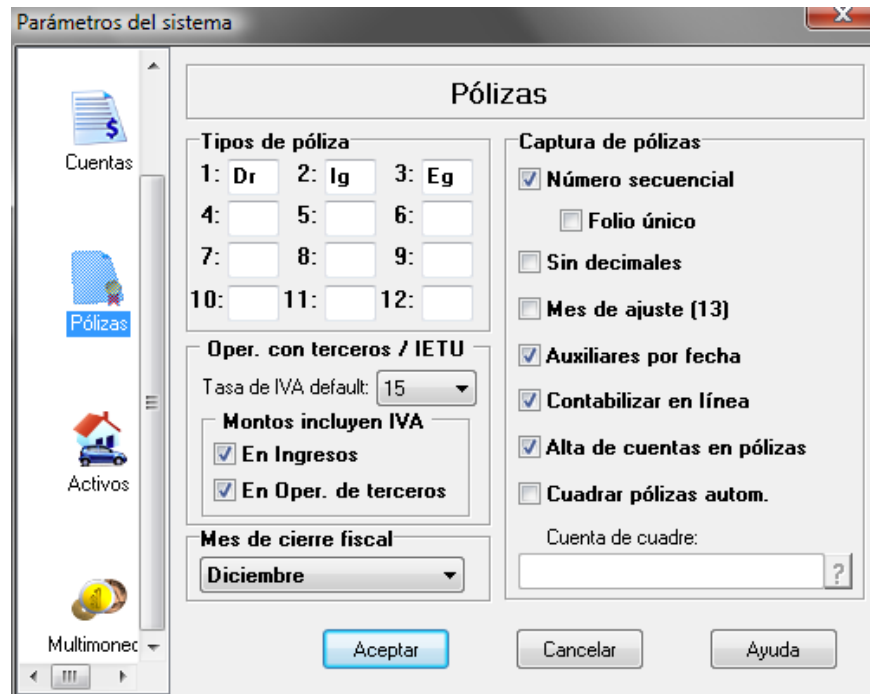 Parámetros del sistema
Cuentas
Pólizas
Activos
Multimonec
Pólizas
Tipos de póliza
1: Dr 2: Ig 3: Eg
4: 5: 6:
7: 8: 9:
10: 11: 12:
Oper. con terceros / IETU
Tasa de IVA default: 15
Montos incluyen IVA
En Ingresos
En Oper. de terceros
Mes de cierre fiscal
Diciembre
Captura de pólizas
Número secuencial
Folio único
Sin decimales
Mes de ajuste (13)
Auxiliares por fecha
Contabilizar en línea
Alta de cuentas en pólizas
Cuadrar pólizas autom.
Cuenta de cuadre:
?
Aceptar Cancelar Ayuda